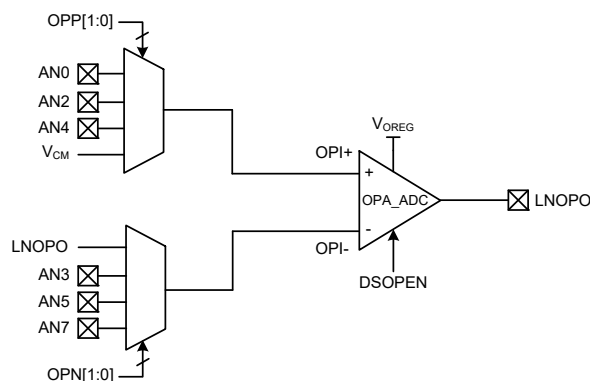 OPP[1:0]
AN0
AN2
AN4
VCM
VOREG
OPI+
+
OPA_ADC
LNOPO
-
OPI-
DSOPEN
LNOPO
AN3
AN5
AN7
OPN[1:0]